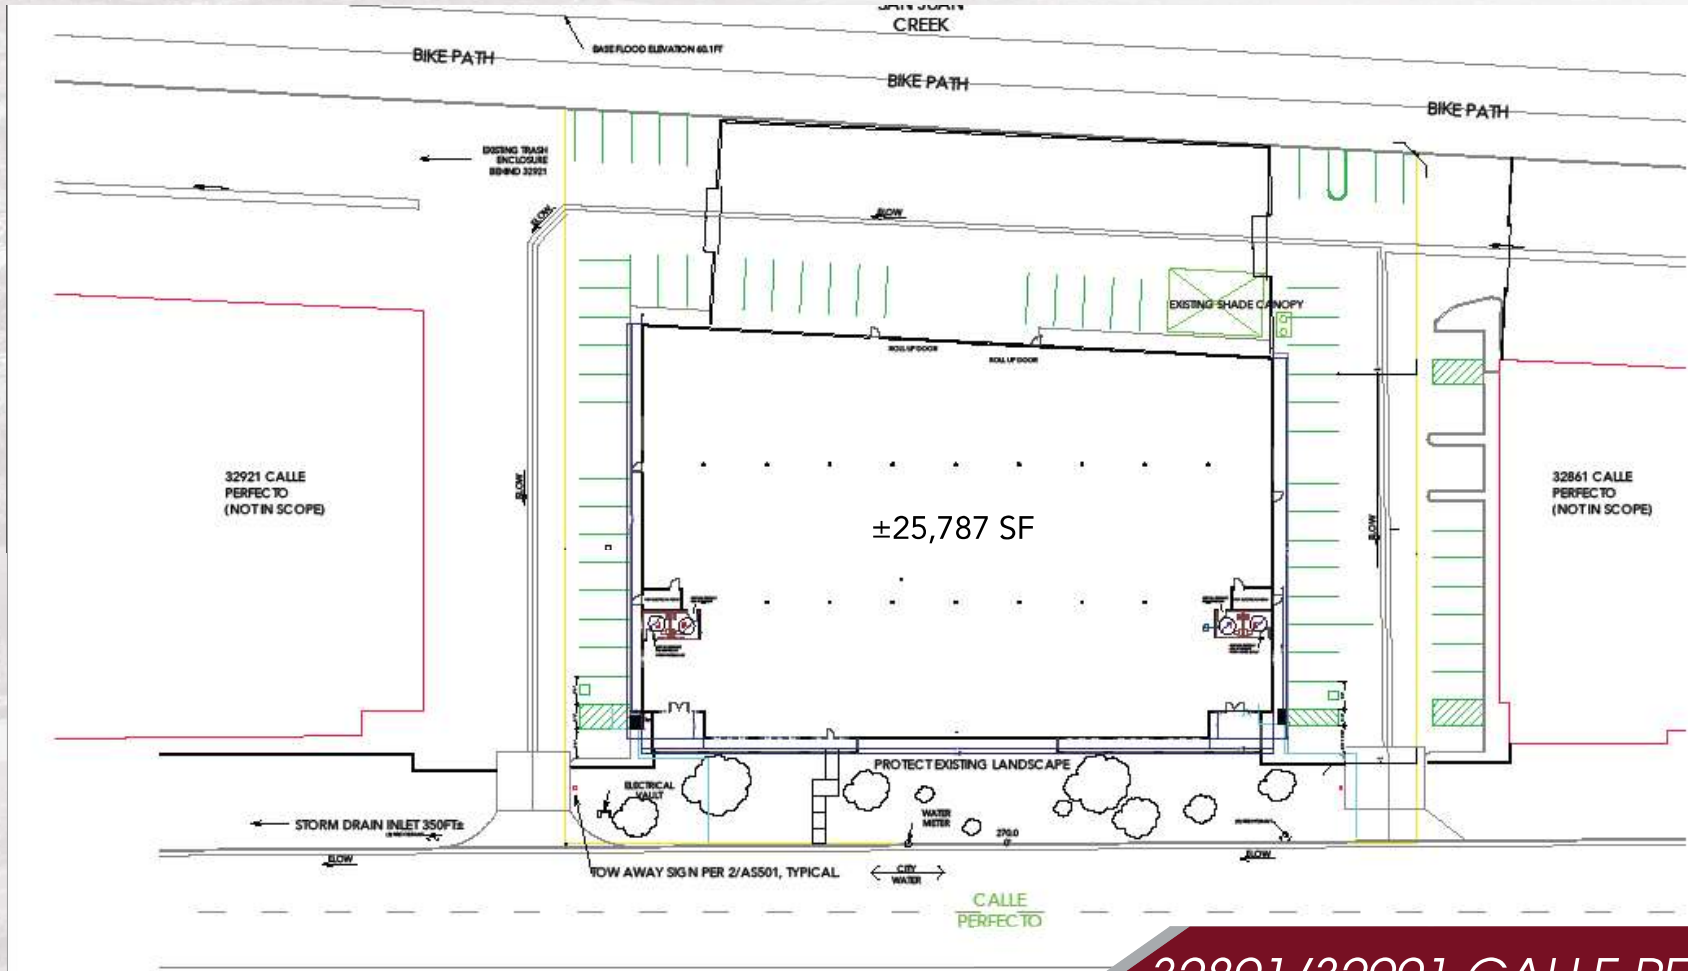 SAN JUAN
CREEK
BASE FLOOD ELEVATION 60.1FT
BIKE PATH
BIKE PATH
BIKE PATH
EXISTING TRASH
ENCLOSURE
BEHIND 32921
FLOW
FLOW
EXISTING SHADE CANOPY
ROLL UP DOOR
ROLL UP DOOR
32921 CALLE
PERFECTO
(NOT IN SCOPE)
FLOW
±25,787 SF
FLOW
32861 CALLE
PERFECTO
(NOT IN SCOPE)
PROTECT EXISTING LANDSCAPE
ELECTRICAL
VAULT
WATER
METER
STORM DRAIN INLET 350FT±
270.0
0"
FLOW
FLOW
TOW AWAY SIGN PER 2/AS501, TYPICAL
CITY
WATER
CALLE
PERFECTO